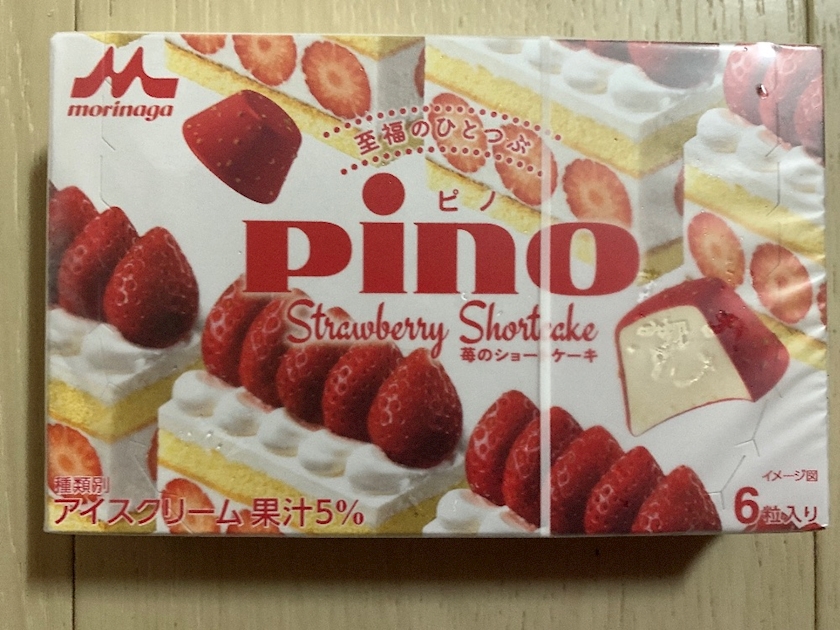 morinaga
至福のひとつぶ
ピノ
pino
Strawberry Shortcake
苺のショートケーキ
種類別
アイスクリーム 果汁5%
イメージ図
6粒入り